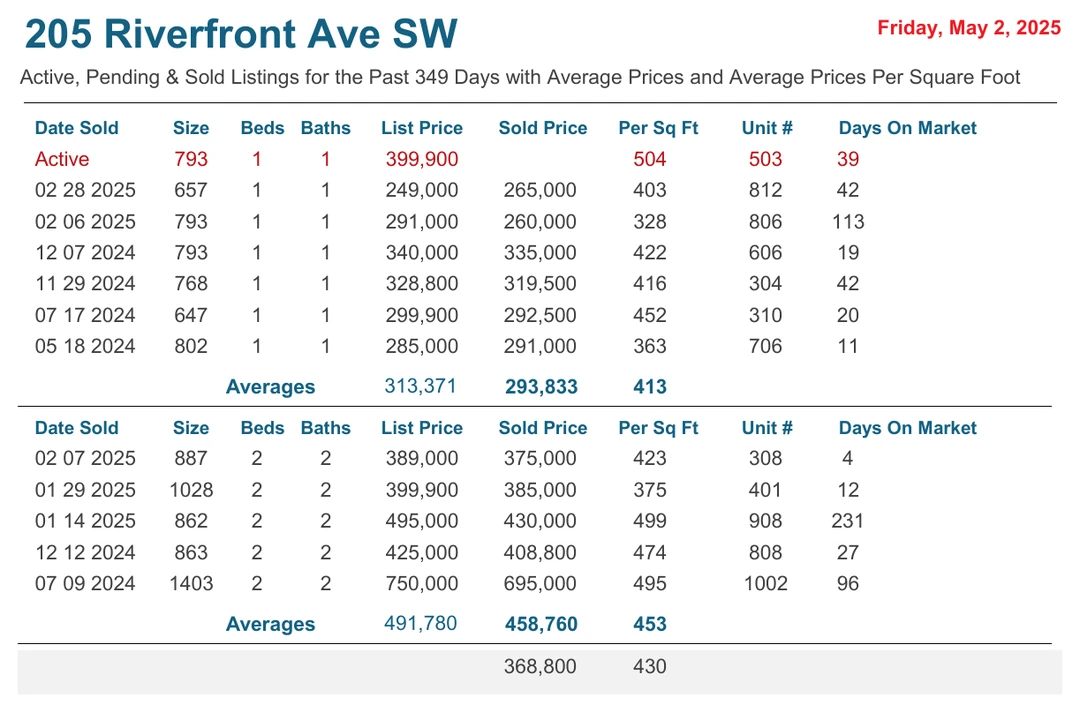 205 Riverfront Ave SW
Friday, May 2, 2025
Active, Pending & Sold Listings for the Past 349 Days with Average Prices and Average Prices Per Square Foot
Date Sold Size Beds Baths List Price Sold Price Per Sq Ft Unit # Days On Market
Active 793 1 1 399,900 504 503 39
02 28 2025 657 1 1 249,000 265,000 403 812 42
02 06 2025 793 1 1 291,000 260,000 328 806 113
12 07 2024 793 1 1 340,000 335,000 422 606 19
11 29 2024 768 1 1 328,800 319,500 416 304 42
07 17 2024 647 1 1 299,900 292,500 452 310 20
05 18 2024 802 1 1 285,000 291,000 363 706 11
Averages 313,371 293,833 413
Date Sold Size Beds Baths List Price Sold Price Per Sq Ft Unit # Days On Market
02 07 2025 887 2 2 389,000 375,000 423 308 4
01 29 2025 1028 2 2 399,900 385,000 375 401 12
01 14 2025 862 2 2 495,000 430,000 499 908 231
12 12 2024 863 2 2 425,000 408,800 474 808 27
07 09 2024 1403 2 2 750,000 695,000 495 1002 96
Averages 491,780 458,760 453
368,800 430